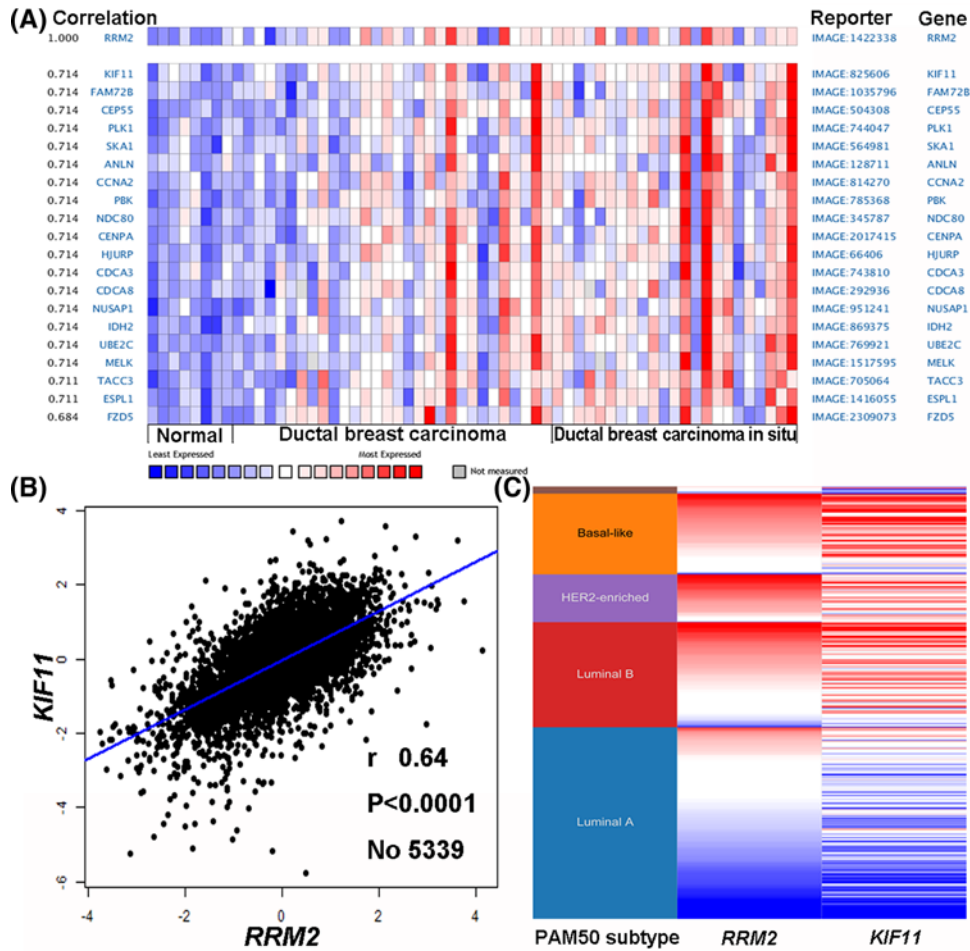 (A) Correlation Reporter Gene
1.000 RRM2 IMAGE:1422338 RRM2
0.714 KIF11 IMAGE:825606 KIF11
0.714 FAM72B IMAGE:1035796 FAM72B
0.714 CEP55 IMAGE:504308 CEP55
0.714 PLK1 IMAGE:744047 PLK1
0.714 SKA1 IMAGE:564981 SKA1
0.714 ANLN IMAGE:128711 ANLN
0.714 CCNA2 IMAGE:814270 CCNA2
0.714 PBK IMAGE:785368 PBK
0.714 NDC80 IMAGE:345787 NDC80
0.714 CENPA IMAGE:2017415 CENPA
0.714 HJURP IMAGE:66406 HJURP
0.714 CDCA3 IMAGE:743810 CDCA3
0.714 CDCA8 IMAGE:292936 CDCA8
0.714 NUSAP1 IMAGE:951241 NUSAP1
0.714 IDH2 IMAGE:869375 IDH2
0.714 UBE2C IMAGE:769921 UBE2C
0.714 MELK IMAGE:1517595 MELK
0.711 TACC3 IMAGE:705064 TACC3
0.711 ESPL1 IMAGE:1416055 ESPL1
0.684 FZD5 IMAGE:2309073 FZD5
Normal Ductal breast carcinoma Ductal breast carcinoma in situ
Least Expressed Most Expressed
Not measured
(B)
4
2
0
-2
-4
-6
KIF11
r 0.64
P<0.0001
No 5339
-4 -2 0 2 4
RRM2
(C)
Basal-like
HER2-enriched
Luminal B
Luminal A
PAM50 subtype RRM2 KIF11